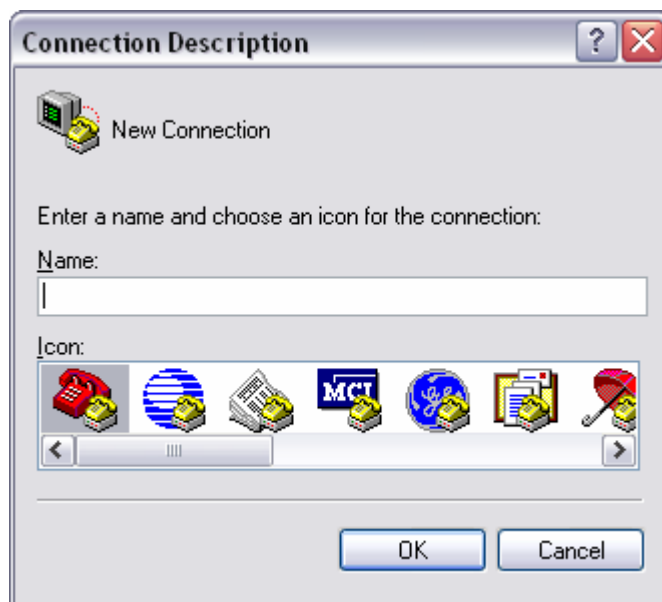 Connection Description
New Connection
Enter a name and choose an icon for the connection:
Name:
Icon:
MCI
OK Cancel